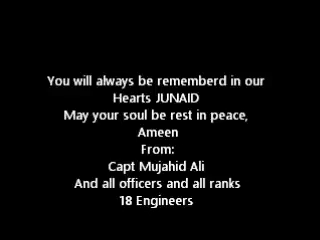 You will always be rememberd in our
Hearts JUNAID
May your soul be rest in peace,
Ameen
From:
Capt Mujahid Ali
And all officers and all ranks
18 Engineers